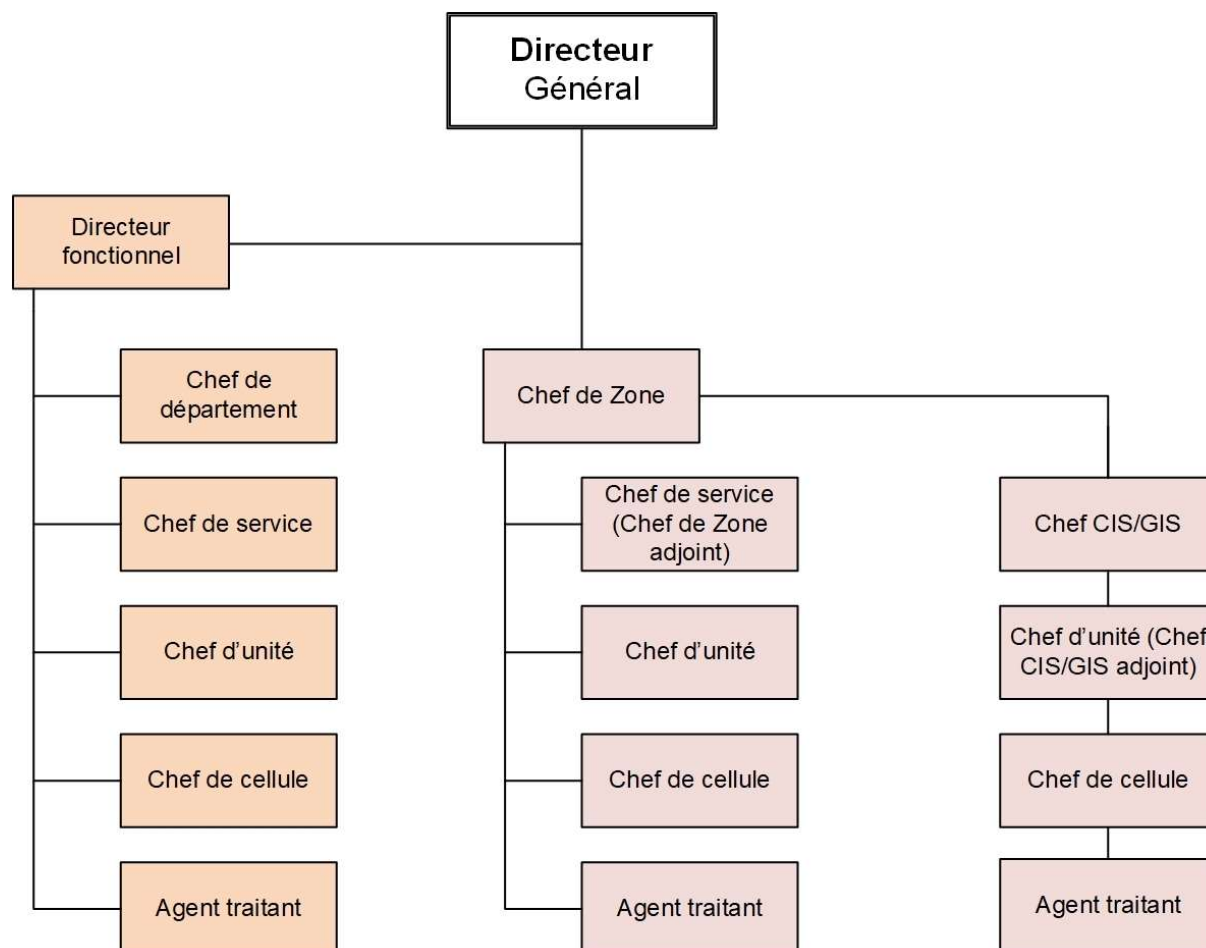 Directeur
Général
Directeur
fonctionnel
Chef de
département
Chef de service
Chef d’unité
Chef de cellule
Agent traitant
Chef de Zone
Chef de service
(Chef de Zone
adjoint)
Chef d’unité
Chef de cellule
Agent traitant
Chef CIS/GIS
Chef d’unité (Chef
CIS/GIS adjoint)
Chef de cellule
Agent traitant